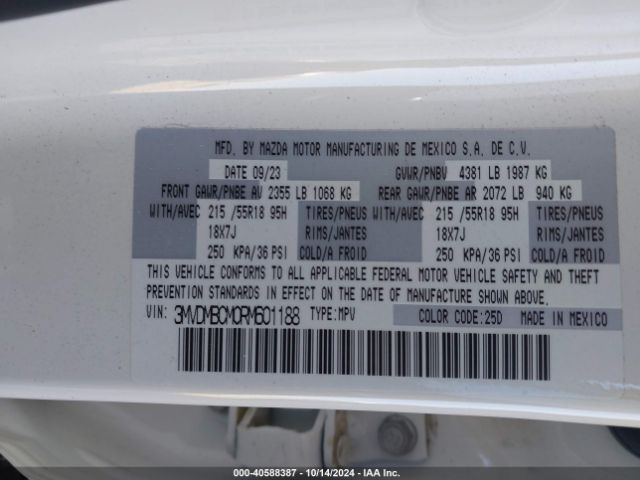 MFD. BY MAZDA MOTOR MANUFACTURING DE MEXICO S.A. DE C.V.
DATE 09/23 GVWR/PNBV 4381 LB 1987 KG
FRONT GAWR/PNBE AV 2355 LB 1068 KG REAR GAWR/PNBE AR 2072 LB 940 KG
WITH/AVEC 215 /55R18 95H TIRES/PNEUS WITH/AVEC 215 /55R18 95H TIRES/PNEUS
18X7J RIMS/JANTES 18X7J RIMS/JANTES
250 KPA/36 PSI COLD/A FROID 250 KPA/36 PSI COLD/A FROID
THIS VEHICLE CONFORMS TO ALL APPLICABLE FEDERAL MOTOR VEHICLE SAFETY AND THEFT
PREVENTION STANDARDS IN EFFECT ON THE DATE OF MANUFACTURE SHOWN ABOVE.
VIN: 3MVDMBCM0RM601188 TYPE: MPV COLOR CODE:25D MADE IN MEXICO
000-40588387 - 10/14/2024 - IAA Inc.